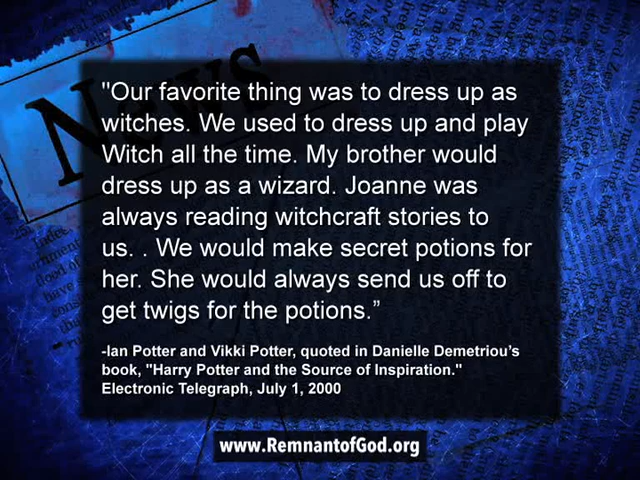 News
"Our favorite thing was to dress up as
witches. We used to dress up and play
Witch all the time. My brother would
dress up as a wizard. Joanne was
always reading witchcraft stories to
us. . We would make secret potions for
her. She would always send us off to
get twigs for the potions.”
-Ian Potter and Vikki Potter, quoted in Danielle Demetriou’s
book, "Harry Potter and the Source of Inspiration."
Electronic Telegraph, July 1, 2000
www.RemnantofGod.org